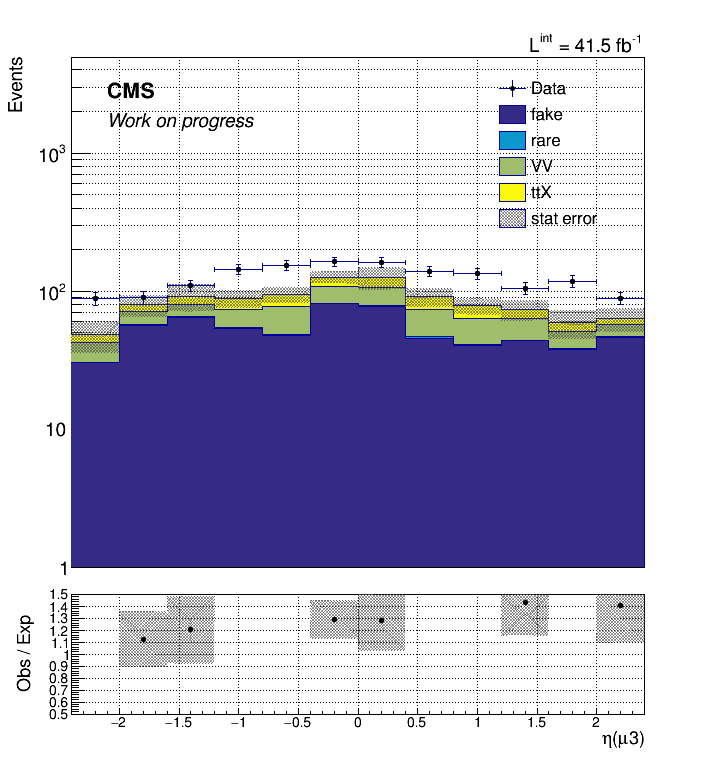 L^int = 41.5 fb^-1
Events
CMS
Work on progress
Data
fake
rare
VV
ttX
stat error
10^3
10^2
10
1
Obs / Exp
1.5
1.4
1.3
1.2
1.1
1
0.9
0.8
0.7
0.6
0.5
−2 −1.5 −1 −0.5 0 0.5 1 1.5 2
η(μ3)